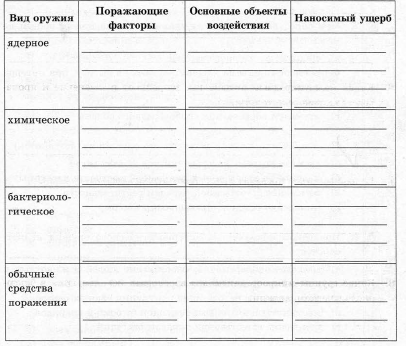 Вид оружия
Поражающие
факторы
Основные объекты
воздействия
Наносимый ущерб
ядерное
химическое
бактериоло-
гическое
обычные
средства
поражения